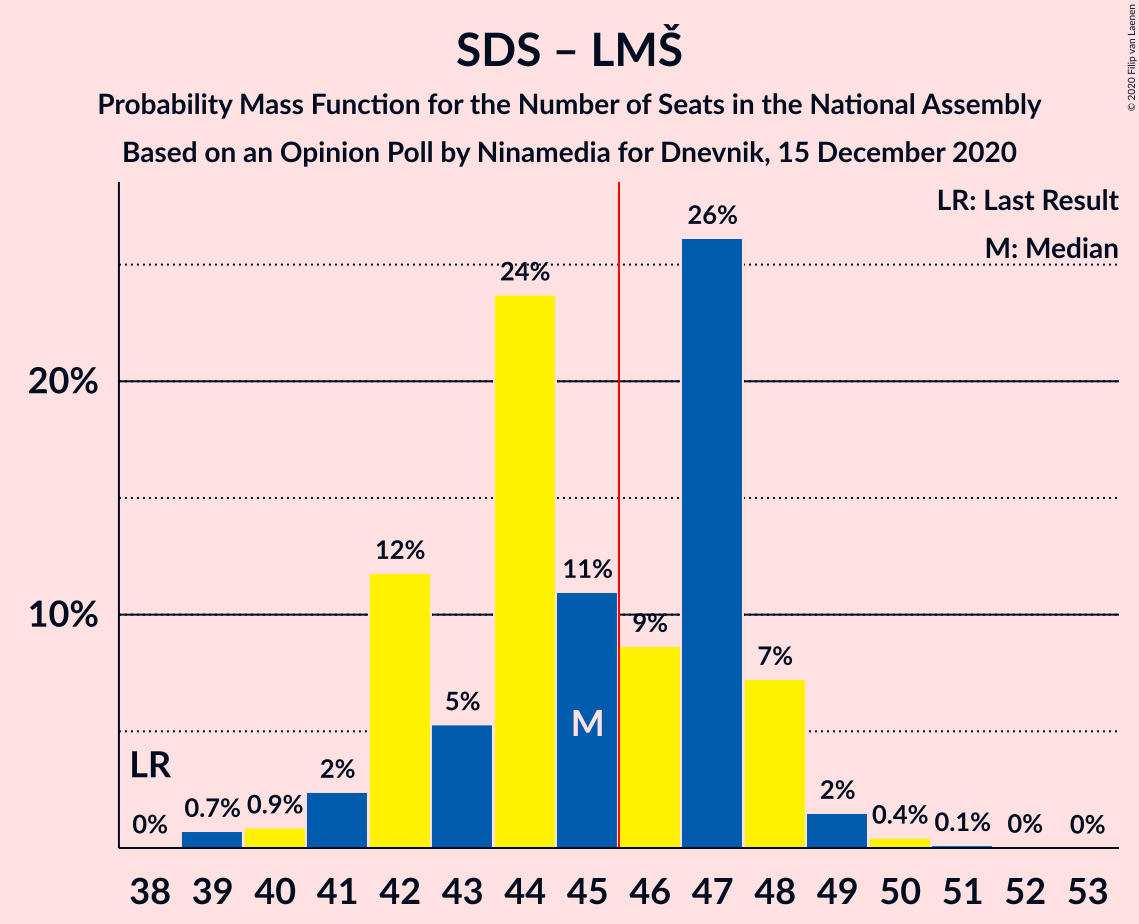 SDS – LMŠ
Probability Mass Function for the Number of Seats in the National Assembly
Based on an Opinion Poll by Ninamedia for Dnevnik, 15 December 2020
© 2020 Filip van Laenen
LR: Last Result
M: Median
26%
24%
20%
12%
11%
10%
9%
7%
5%
M
LR
2%
2%
0%
0.7%
0.9%
0.4%
0.1%
0%
0%
38 39 40 41 42 43 44 45 46 47 48 49 50 51 52 53